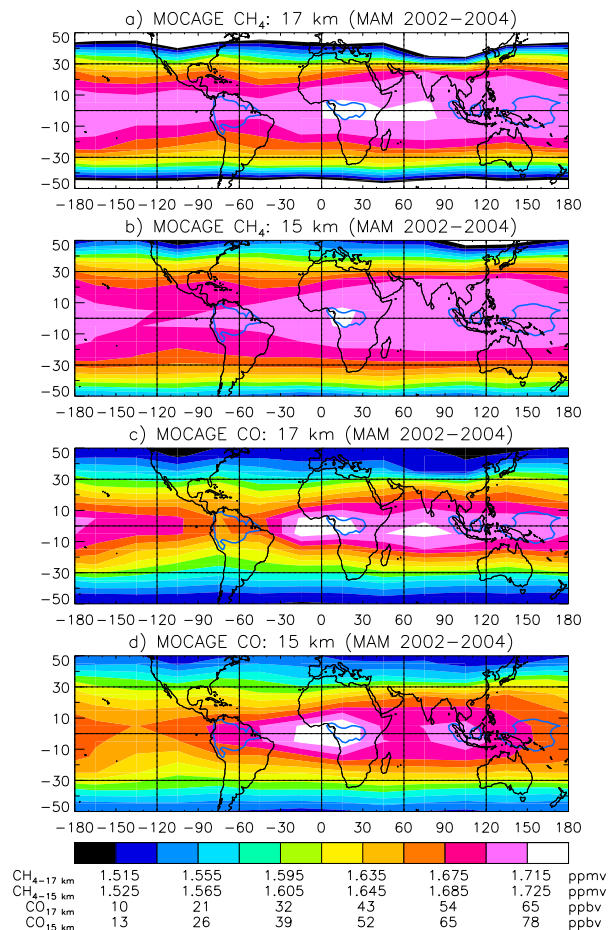 a) MOCAGE CH4: 17 km (MAM 2002−2004)
50
30
10
−10
−30
−50
−180 −150 −120 −90 −60 −30 0 30 60 90 120 150 180
b) MOCAGE CH4: 15 km (MAM 2002−2004)
50
30
10
−10
−30
−50
−180 −150 −120 −90 −60 −30 0 30 60 90 120 150 180
c) MOCAGE CO: 17 km (MAM 2002−2004)
50
30
10
−10
−30
−50
−180 −150 −120 −90 −60 −30 0 30 60 90 120 150 180
d) MOCAGE CO: 15 km (MAM 2002−2004)
50
30
10
−10
−30
−50
−180 −150 −120 −90 −60 −30 0 30 60 90 120 150 180
CH4−17 km 1.515 1.555 1.595 1.635 1.675 1.715 ppmv
CH4−15 km 1.525 1.565 1.605 1.645 1.685 1.725 ppmv
CO17 km 10 21 32 43 54 65 ppbv
CO15 km 13 26 39 52 65 78 ppbv